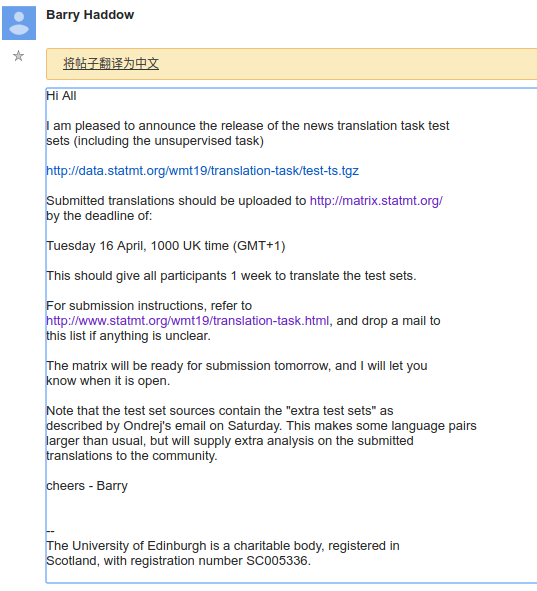 Barry Haddow
将帖子翻译为中文
Hi All
I am pleased to announce the release of the news translation task test
sets (including the unsupervised task)
http://data.statmt.org/wmt19/translation-task/test-ts.tgz
Submitted translations should be uploaded to http://matrix.statmt.org/
by the deadline of:
Tuesday 16 April, 1000 UK time (GMT+1)
This should give all participants 1 week to translate the test sets.
For submission instructions, refer to
http://www.statmt.org/wmt19/translation-task.html, and drop a mail to
this list if anything is unclear.
The matrix will be ready for submission tomorrow, and I will let you
know when it is open.
Note that the test set sources contain the "extra test sets" as
described by Ondrej's email on Saturday. This makes some language pairs
larger than usual, but will supply extra analysis on the submitted
translations to the community.
cheers - Barry
--
The University of Edinburgh is a charitable body, registered in
Scotland, with registration number SC005336.